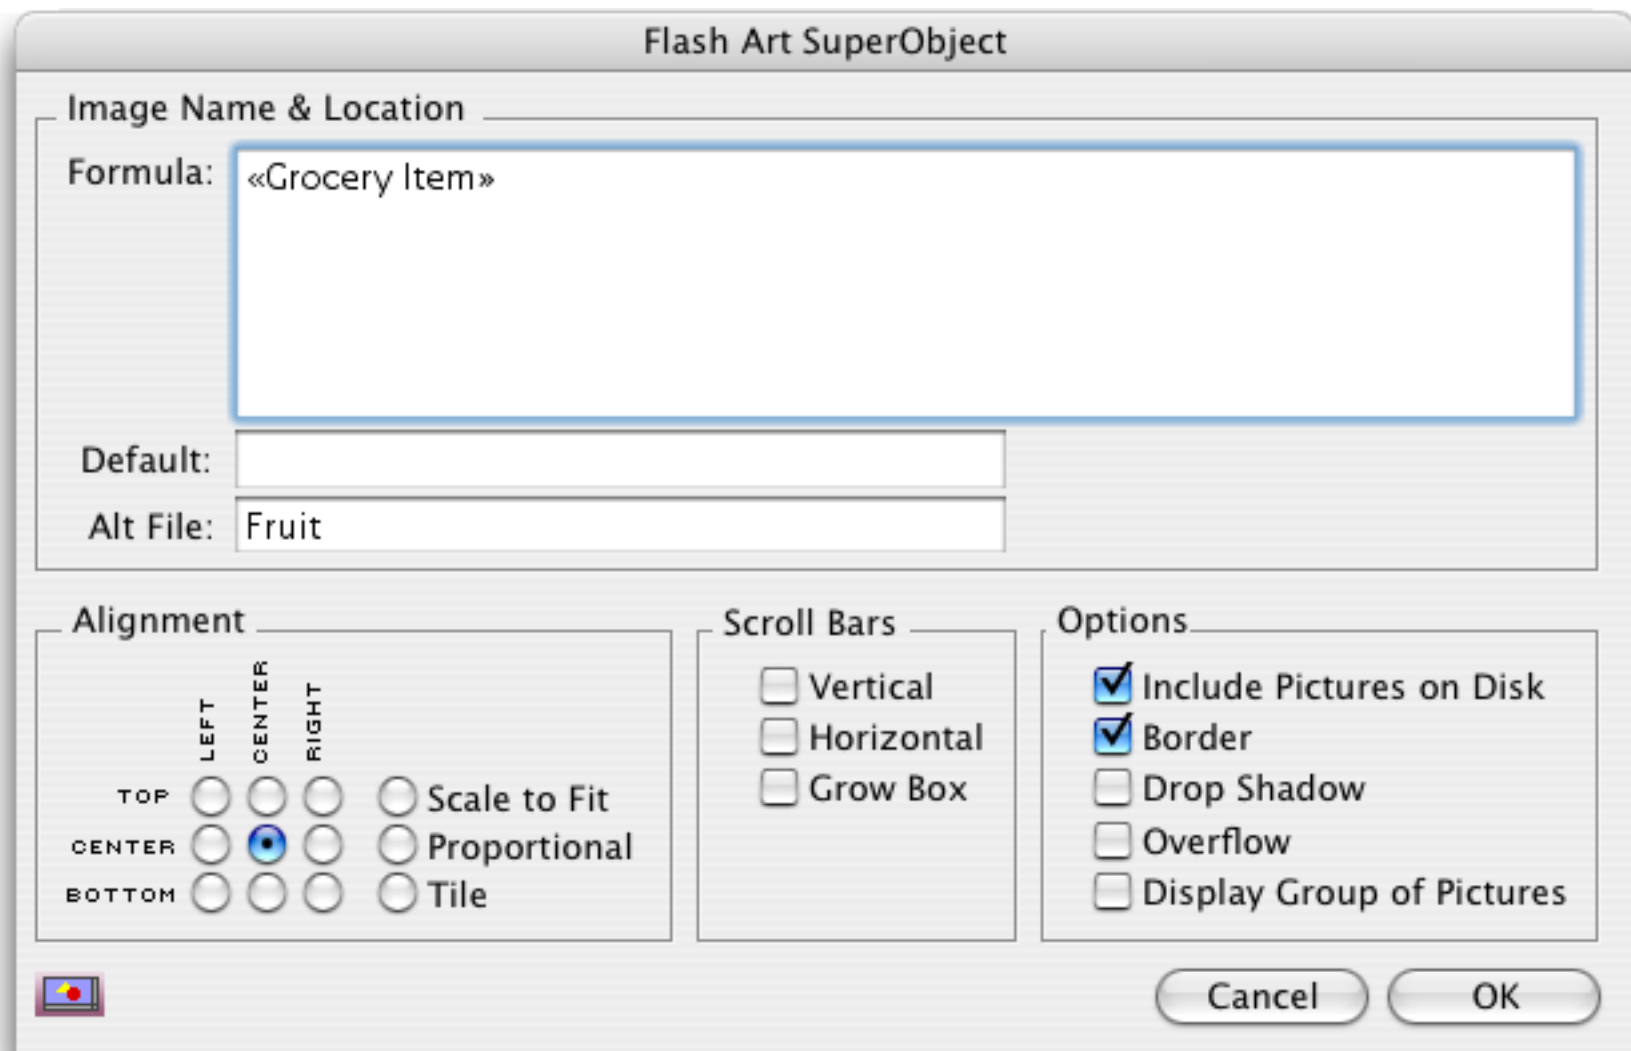 Flash Art SuperObject
Image Name & Location
Formula: «Grocery Item»
Default:
Alt File: Fruit
Alignment
LEFT CENTER RIGHT
TOP Scale to Fit
CENTER Proportional
BOTTOM Tile
Scroll Bars
Vertical
Horizontal
Grow Box
Options
Include Pictures on Disk
Border
Drop Shadow
Overflow
Display Group of Pictures
Cancel OK